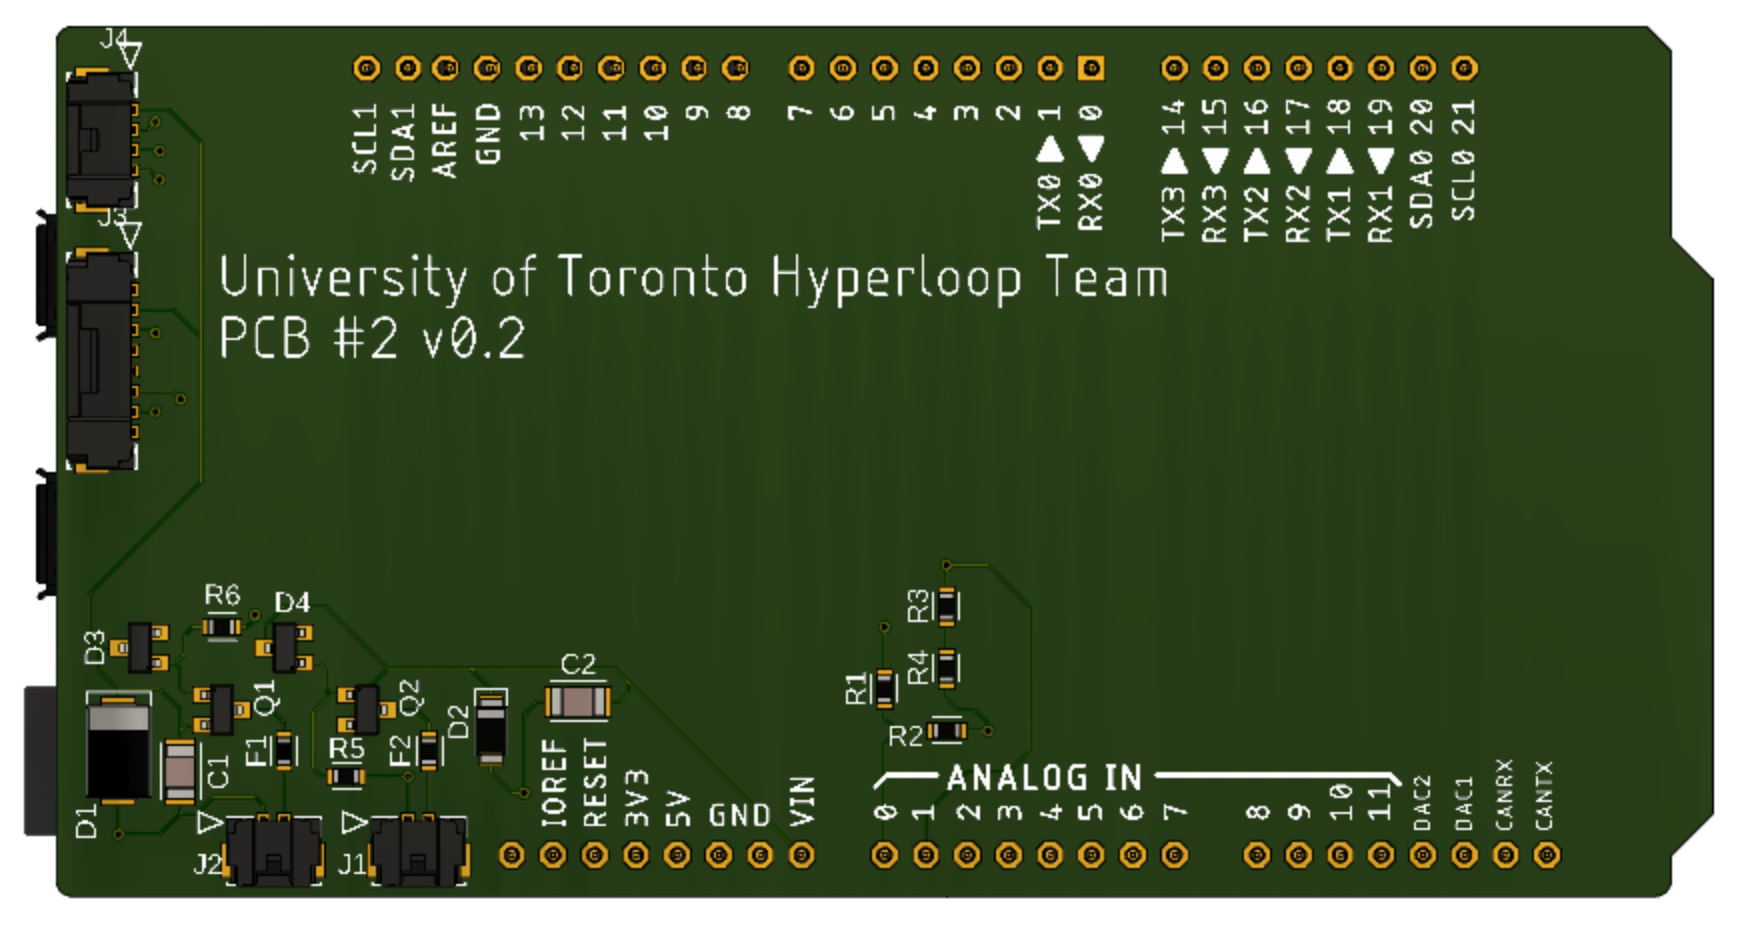 J4
SCL1 SDA1 AREF GND 13 12 11 10 9 8 7 6 5 4 3 2 TX0 1 RX0 0 TX3 14 RX3 15 TX2 16 RX2 17 TX1 18 RX1 19 SDA0 20 SCL0 21
J3
University of Toronto Hyperloop Team
PCB #2 v0.2
R6 D4
D3
R3
R4
R1
R2
C2
Q1 Q2
D2
F1 R5 F2
C1
D1
J2 J1
IOREF RESET 3V3 5V GND VIN
ANALOG IN
0 1 2 3 4 5 6 7 8 9 10 11 DAC2 DAC1 CANRX CANTX